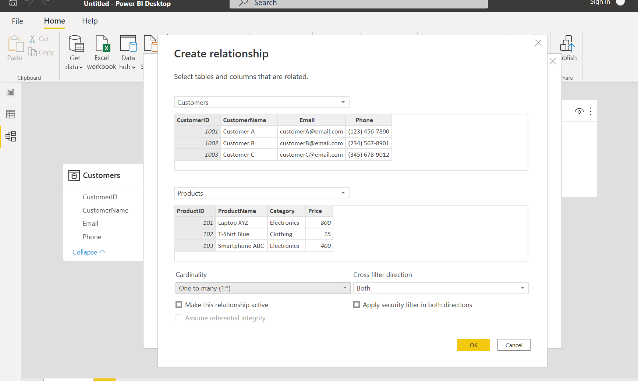 Untitled - Power BI Desktop
Search
Sign in
File Home Help
Paste
Cut
Copy
Clipboard
Get
data
Excel
workbook
Data
hub
Create relationship
Select tables and columns that are related.
Customers
CustomerID CustomerName Email Phone
1001 Customer A customerA@email.com (123) 456-7890
1002 Customer B customerB@email.com (234) 567-8901
1003 Customer C customerC@email.com (345) 678-9012
Products
ProductID ProductName Category Price
101 Laptop XYZ Electronics 800
102 T-Shirt Blue Clothing 15
103 Smartphone ABC Electronics 400
Cardinality Cross filter direction
One to many (1:*) Both
Make this relationship active Apply security filter in both directions
Assume referential integrity
OK Cancel
Customers
CustomerID
CustomerName
Email
Phone
Collapse